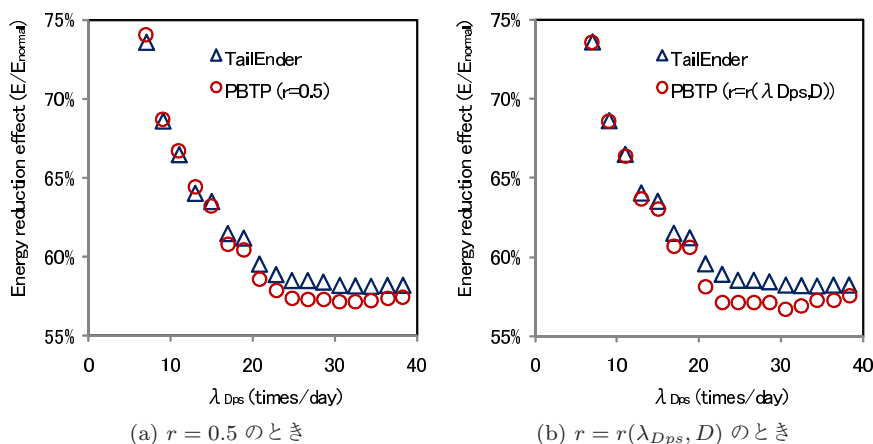 Energy reduction effect (E/Enormal)
75%
70%
65%
60%
55%
TailEnder
PBTP (r=0.5)
0
10
20
30
40
λ Dps (times/day)
(a) r = 0.5 のとき
Energy reduction effect (E/Enormal)
75%
70%
65%
60%
55%
TailEnder
PBTP (r=r(λ Dps,D))
0
10
20
30
40
λ Dps (times/day)
(b) r = r(λDps, D) のとき